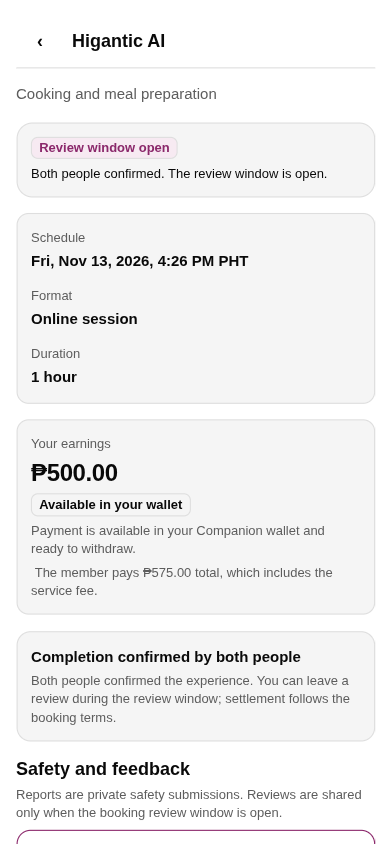 ‹ Higantic AI
Cooking and meal preparation
Review window open
Both people confirmed. The review window is open.
Schedule
Fri, Nov 13, 2026, 4:26 PM PHT
Format
Online session
Duration
1 hour
Your earnings
₱500.00
Available in your wallet
Payment is available in your Companion wallet and
ready to withdraw.
The member pays ₱575.00 total, which includes the
service fee.
Completion confirmed by both people
Both people confirmed the experience. You can leave a
review during the review window; settlement follows the
booking terms.
Safety and feedback
Reports are private safety submissions. Reviews are shared
only when the booking review window is open.